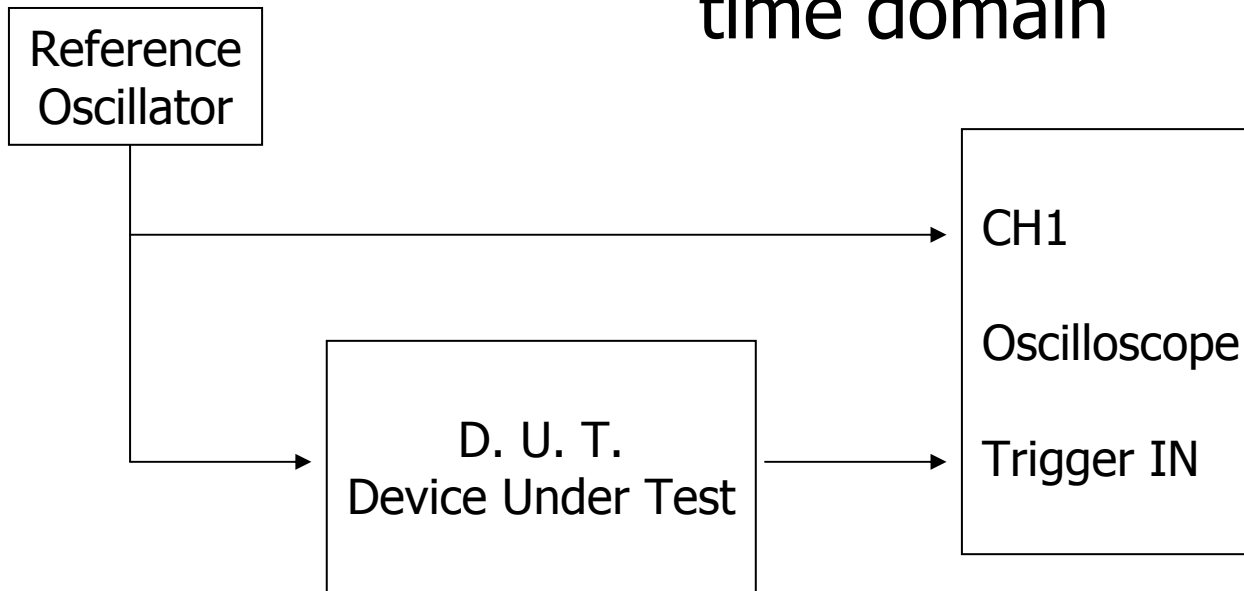 time domain
Reference
Oscillator
CH1
Oscilloscope
Trigger IN
D. U. T.
Device Under Test